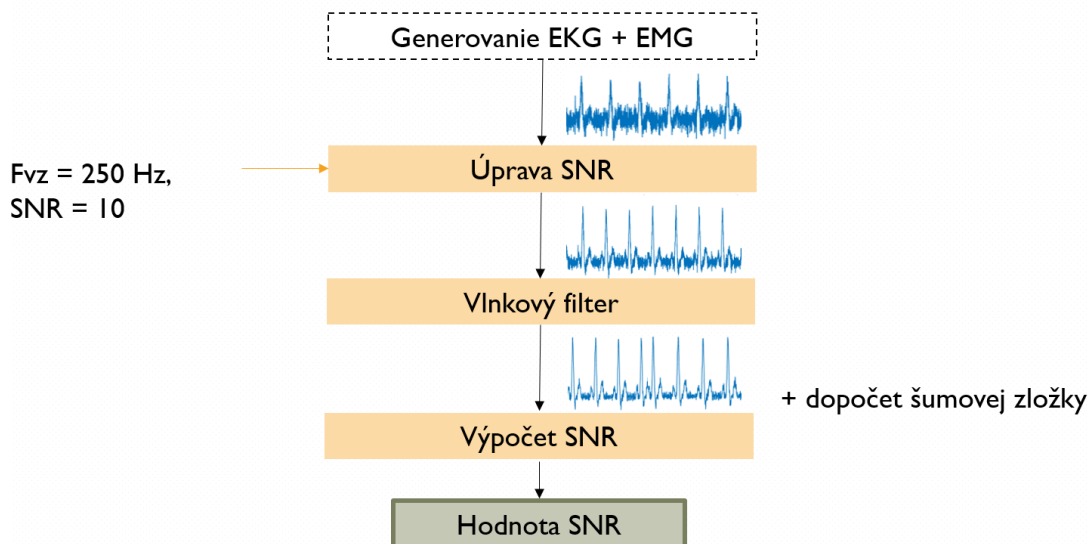 Generovanie EKG + EMG
Fvz = 250 Hz,
SNR = 10
Úprava SNR
Vlnkový filter
+ dopočet šumovej zložky
Výpočet SNR
Hodnota SNR